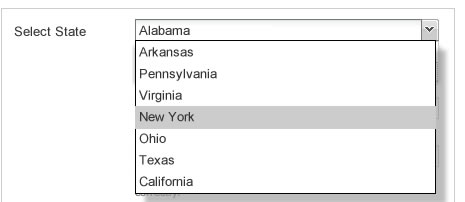 Select State
Alabama
Arkansas
Pennsylvania
Virginia
New York
Ohio
Texas
California